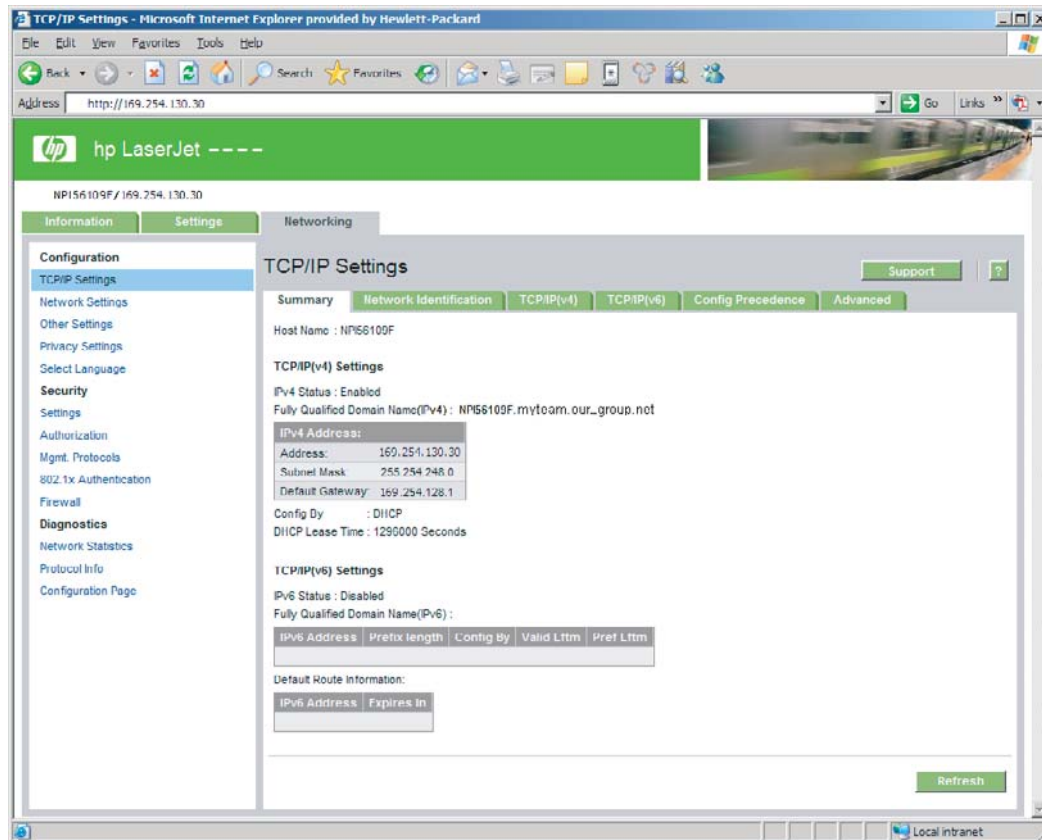 TCP/IP Settings - Microsoft Internet Explorer provided by Hewlett-Packard
File Edit View Favorites Tools Help
Back Search Favorites
Address http://169.254.130.30 Go Links »
hp hp LaserJet ----
NPI56109F/169.254.130.30
Information Settings Networking
Configuration
TCP/IP Settings
Network Settings
Other Settings
Privacy Settings
Select Language
Security
Settings
Authorization
Mgmt. Protocols
802.1x Authentication
Firewall
Diagnostics
Network Statistics
Protocol Info
Configuration Page
TCP/IP Settings
Support ?
Summary Network Identification TCP/IP(v4) TCP/IP(v6) Config Precedence Advanced
Host Name : NPI56109F
TCP/IP(v4) Settings
IPv4 Status : Enabled
Fully Qualified Domain Name(IPv4) : NPI56109F.myteam.our_group.net
IPv4 Address:
Address: 169.254.130.30
Subnet Mask: 255.254.248.0
Default Gateway: 169.254.128.1
Config By : DHCP
DHCP Lease Time : 1296000 Seconds
TCP/IP(v6) Settings
IPv6 Status : Disabled
Fully Qualified Domain Name(IPv6) :
IPv6 Address Prefix length Config By Valid Lftm Pref Lftm
Default Route Information:
IPv6 Address Expires In
Refresh
Local intranet